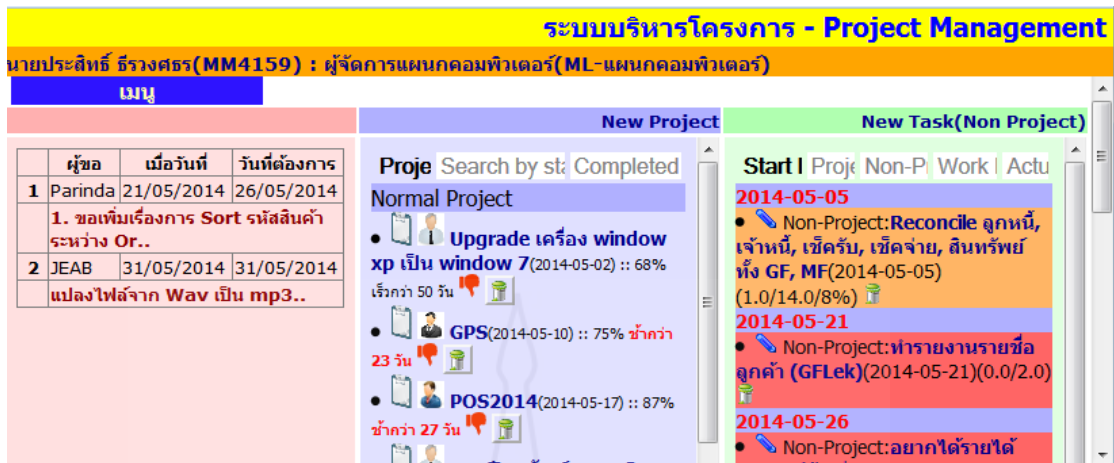 ระบบบริหารโครงการ - Project Management
นายประสิทธิ์ ธีรวงศธร(MM4159) : ผู้จัดการแผนกคอมพิวเตอร์(ML-แผนกคอมพิวเตอร์)
เมนู
ผู้ขอ เมื่อวันที่ วันที่ต้องการ
1 Parinda 21/05/2014 26/05/2014
1. ขอเพิ่มเรื่องการ Sort รหัสสินค้า
ระหว่าง Or..
2 JEAB 31/05/2014 31/05/2014
แปลงไฟล์จาก Wav เป็น mp3..
New Project
Proje Search by sta Completed
Normal Project
• Upgrade เครื่อง window
xp เป็น window 7(2014-05-02) :: 68%
เร็วกว่า 50 วัน
• GPS(2014-05-10) :: 75% ช้ากว่า
23 วัน
• POS2014(2014-05-17) :: 87%
ช้ากว่า 27 วัน
New Task(Non Project)
Start Proje Non-P Work Actu
2014-05-05
• Non-Project:Reconcile ลูกหนี้,
เจ้าหนี้, เช็ครับ, เช็คจ่าย, สินทรัพย์
ทั้ง GF, MF(2014-05-05)
(1.0/14.0/8%)
2014-05-21
• Non-Project:ทำรายงานรายชื่อ
ลูกค้า (GFLek)(2014-05-21)(0.0/2.0)
2014-05-26
• Non-Project:อยากได้รายได้